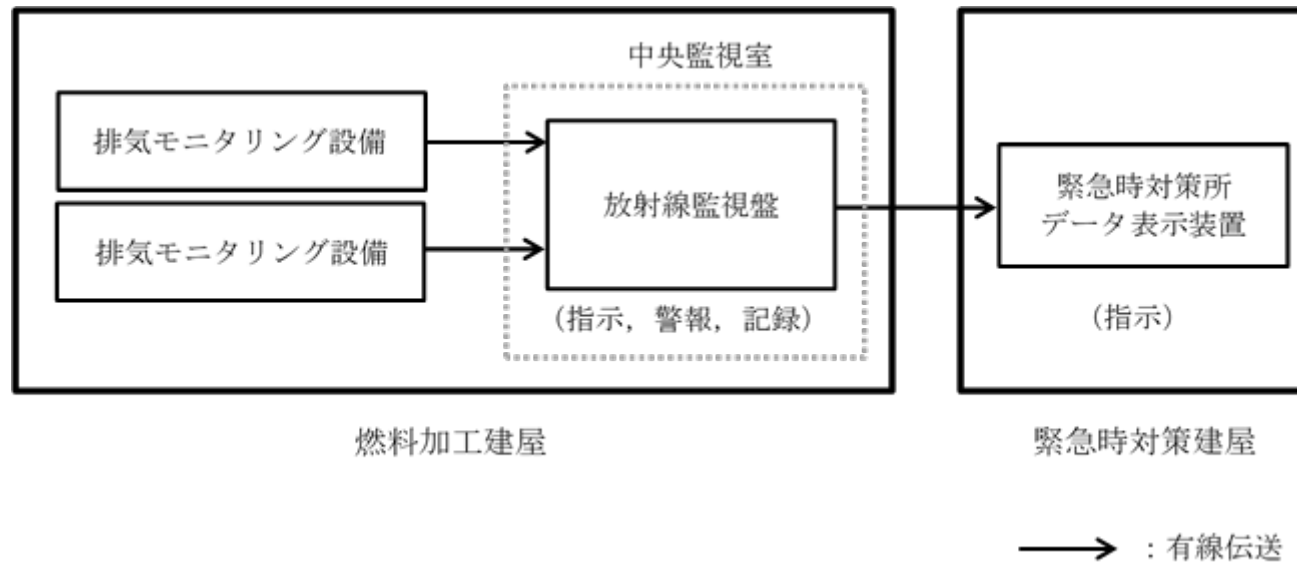 中央監視室
排気モニタリング設備
排気モニタリング設備
放射線監視盤
(指示，警報，記録)
緊急時対策所
データ表示装置
(指示)
燃料加工建屋
緊急時対策建屋
：有線伝送